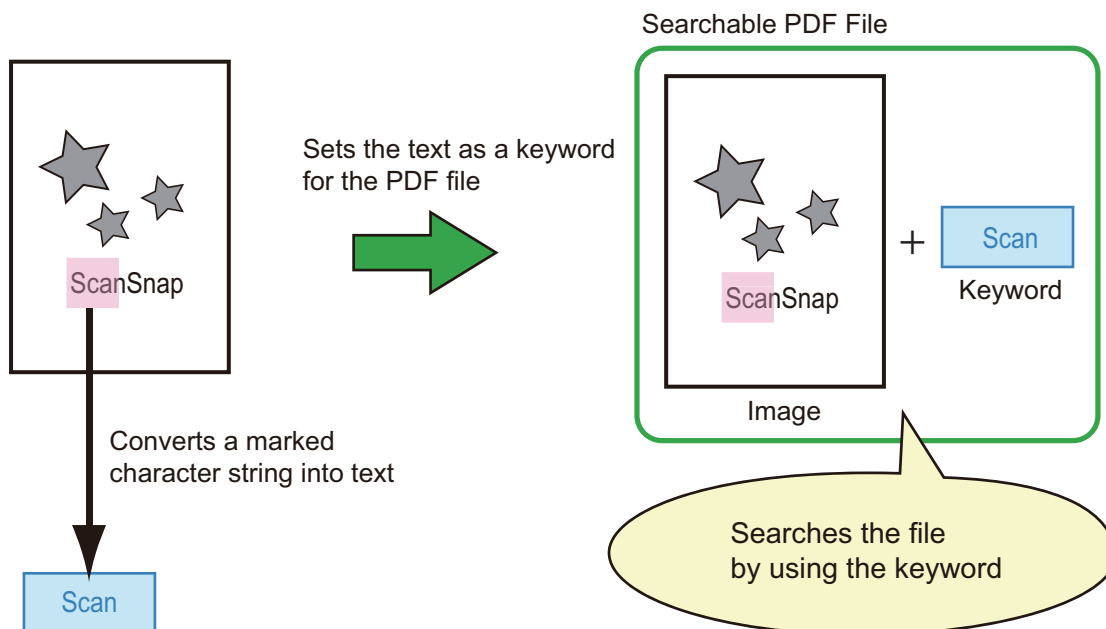 Searchable PDF File
Sets the text as a keyword
for the PDF file
ScanSnap
ScanSnap
+
Scan
Keyword
Image
Converts a marked
character string into text
Searches the file
by using the keyword
Scan